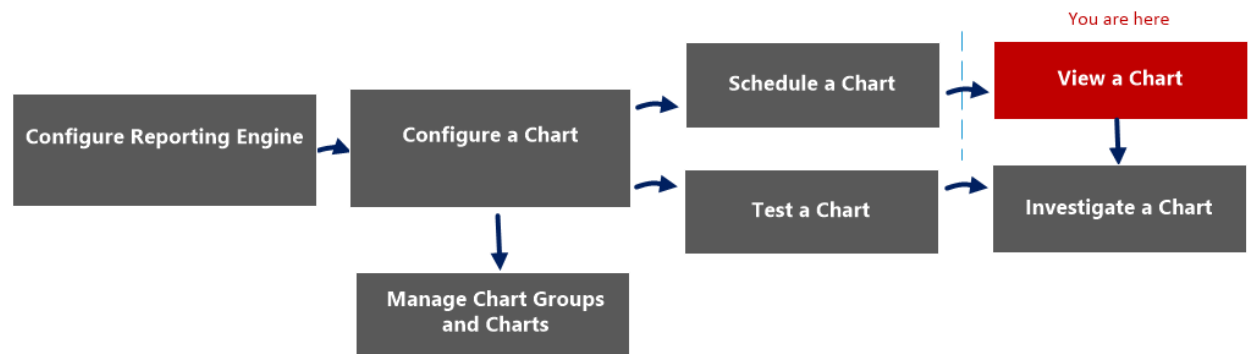 You are here
Configure Reporting Engine
Configure a Chart
Schedule a Chart
View a Chart
Test a Chart
Investigate a Chart
Manage Chart Groups
and Charts